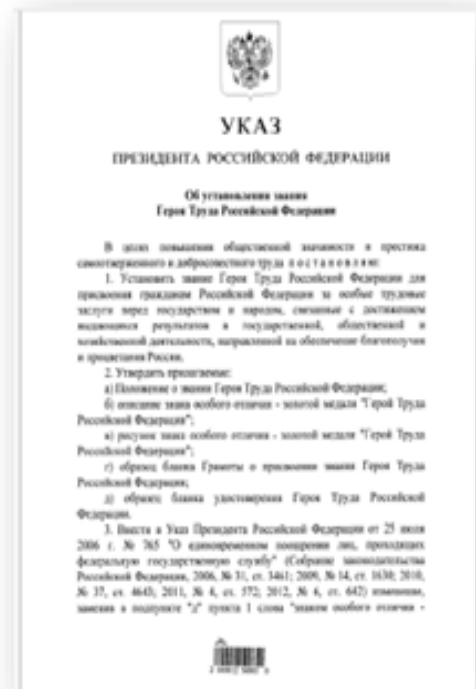 УКАЗ
ПРЕЗИДЕНТА РОССИЙСКОЙ ФЕДЕРАЦИИ
Об установлении звания
Героя Труда Российской Федерации
В целях повышения общественной значимости и престижа
самоотверженного и добросовестного труда п о с т а н о в л я ю:
1. Установить звание Героя Труда Российской Федерации для
присвоения гражданам Российской Федерации за особые трудовые
заслуги перед государством и народом, связанные с достижением
выдающихся результатов в государственной, общественной и
хозяйственной деятельности, направленной на обеспечение благополучия
и процветания России.
2. Утвердить прилагаемые:
а) Положение о звании Героя Труда Российской Федерации;
б) описание знака особого отличия - золотой медали "Герой Труда
Российской Федерации";
в) рисунок знака особого отличия - золотой медали "Герой Труда
Российской Федерации";
г) образец бланка Грамоты о присвоении звания Героя Труда
Российской Федерации;
д) образец бланка удостоверения Героя Труда Российской
Федерации.
3. Внести в Указ Президента Российской Федерации от 25 июля
2006 г. № 765 "О единовременном поощрении лиц, проходящих
федеральную государственную службу" (Собрание законодательства
Российской Федерации, 2006, № 31, ст. 3461; 2009, № 14, ст. 1630; 2010,
№ 37, ст. 4643; 2011, № 4, ст. 572; 2012, № 6, ст. 642) изменение,
заменив в подпункте "д" пункта 1 слова "знаком особого отличия -